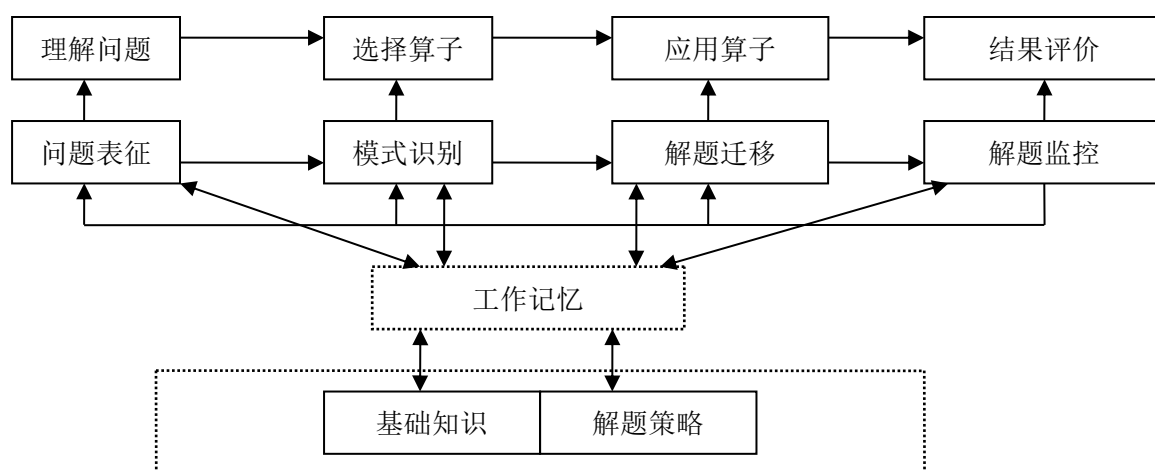 理解问题 选择算子 应用算子 结果评价
问题表征 模式识别 解题迁移 解题监控
工作记忆
基础知识 解题策略